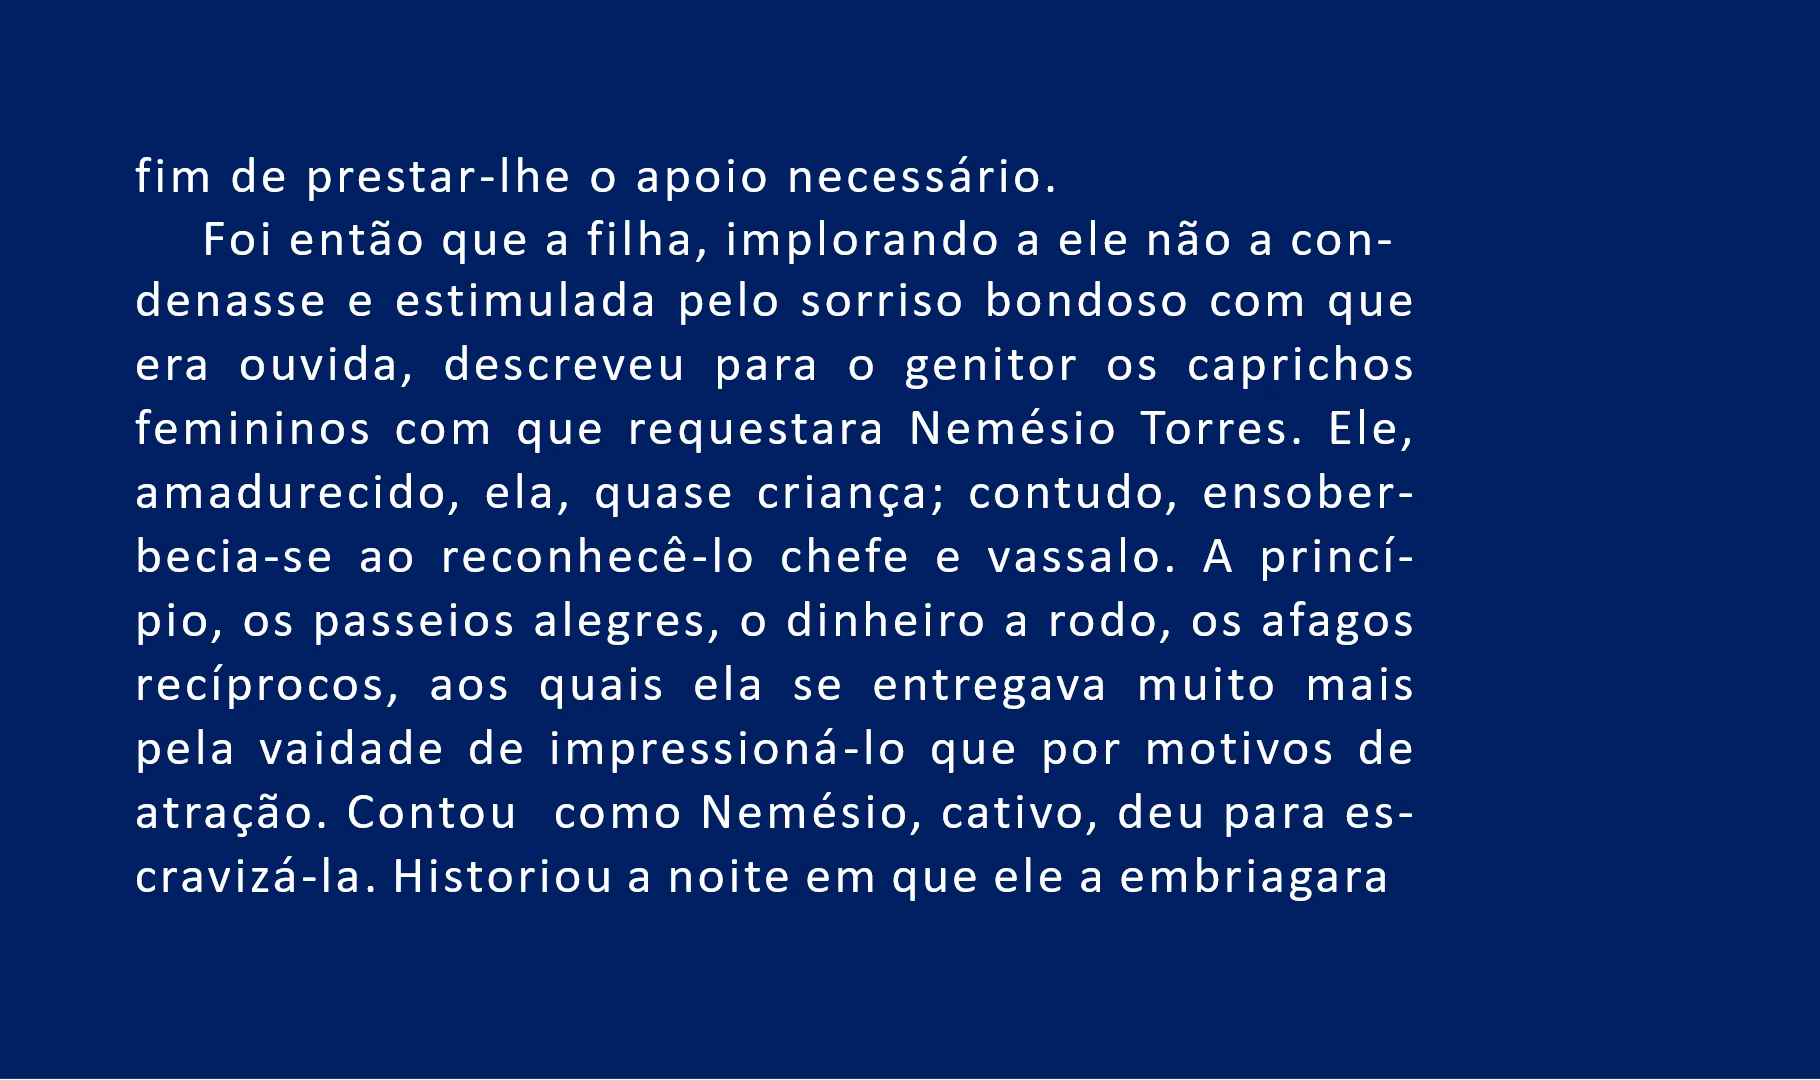 fim de prestar-lhe o apoio necessário.
Foi então que a filha, implorando a ele não a con-
denasse e estimulada pelo sorriso bondoso com que
era ouvida, descreveu para o genitor os caprichos
femininos com que requestara Nemésio Torres. Ele,
amadurecido, ela, quase criança; contudo, ensober-
becia-se ao reconhecê-lo chefe e vassalo. A princí-
pio, os passeios alegres, o dinheiro a rodo, os afagos
recíprocos, aos quais ela se entregava muito mais
pela vaidade de impressioná-lo que por motivos de
atração. Contou  como Nemésio, cativo, deu para es-
cravizá-la. Historiou a noite em que ele a embriagara